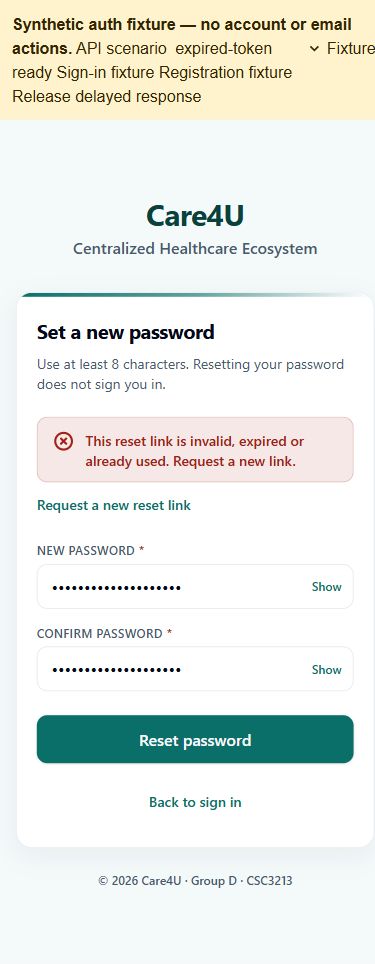 Synthetic auth fixture — no account or email
actions. API scenario expired-token Fixture
ready Sign-in fixture Registration fixture
Release delayed response
Care4U
Centralized Healthcare Ecosystem
Set a new password
Use at least 8 characters. Resetting your password
does not sign you in.
This reset link is invalid, expired or
already used. Request a new link.
Request a new reset link
NEW PASSWORD *
•••••••••••••••••••• Show
CONFIRM PASSWORD *
•••••••••••••••••••• Show
Reset password
Back to sign in
© 2026 Care4U · Group D · CSC3213